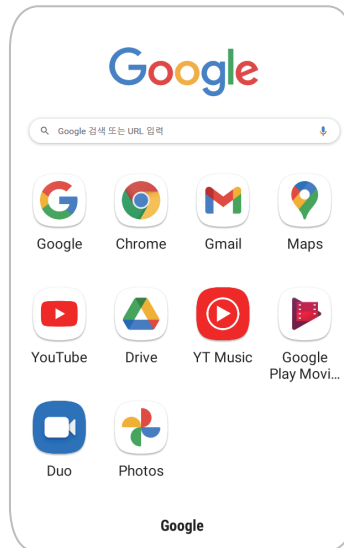 Google
Google 검색 또는 URL 입력
Google Chrome Gmail Maps
YouTube Drive YT Music Google
Play Movi...
Duo Photos
Google